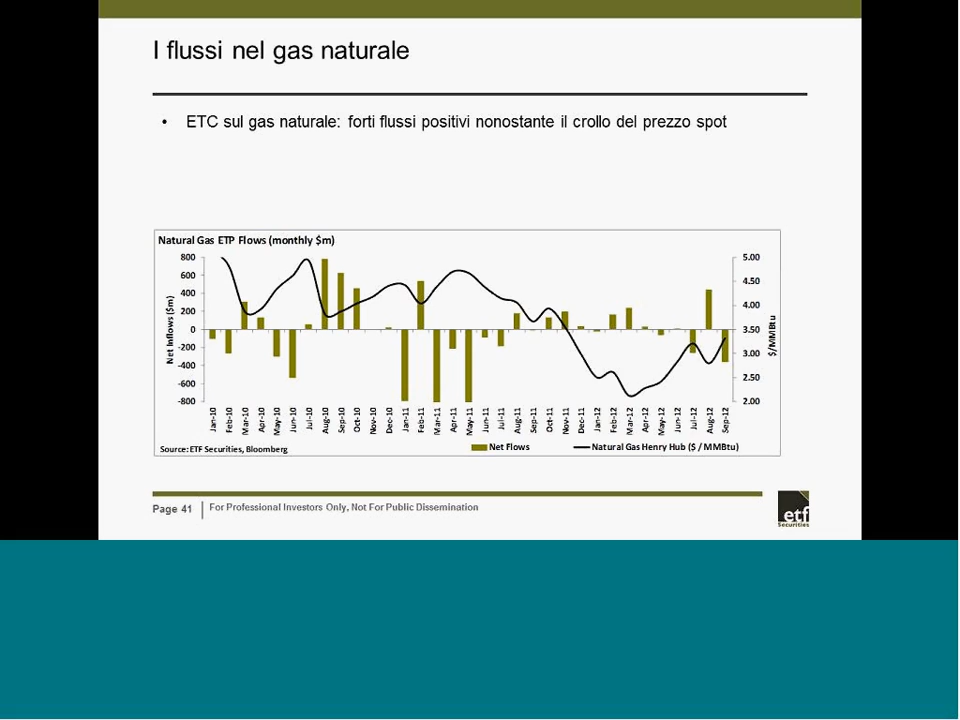 I flussi nel gas naturale
• ETC sul gas naturale: forti flussi positivi nonostante il crollo del prezzo spot
Natural Gas ETP Flows (monthly $m)
800 5.00
600 4.50
400 4.00
200
0 3.50
-200 3.00
-400
-600 2.50
-800 2.00
Net Inflows ($m)
$/MMBtu
Jan-10 Feb-10 Mar-10 Apr-10 May-10 Jun-10 Jul-10 Aug-10 Sep-10 Oct-10 Nov-10 Dec-10 Jan-11 Feb-11 Mar-11 Apr-11 May-11 Jun-11 Jul-11 Aug-11 Sep-11 Oct-11 Nov-11 Dec-11 Jan-12 Feb-12 Mar-12 Apr-12 May-12 Jun-12 Jul-12 Aug-12 Sep-12
Source: ETF Securities, Bloomberg Net Flows Natural Gas Henry Hub ($ / MMBtu)
Page 41 For Professional Investors Only, Not For Public Dissemination
etf
Securities